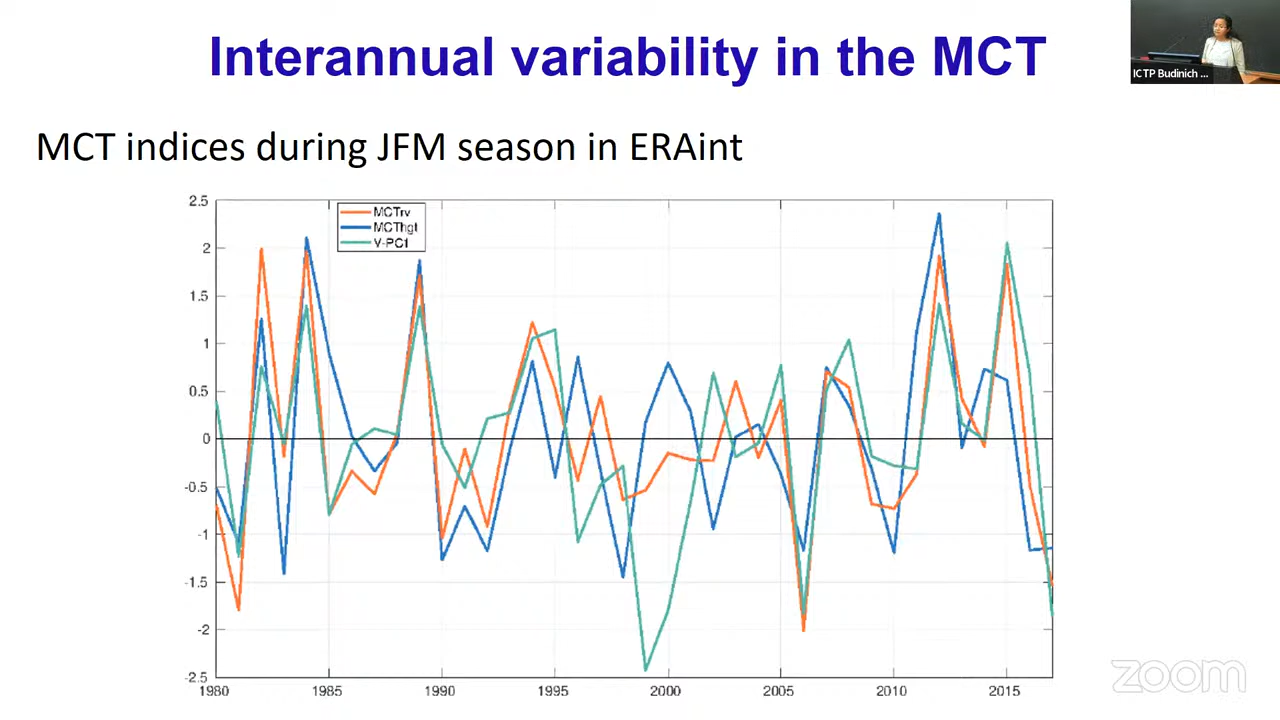 Interannual variability in the MCT
ICTP Budinich ...
MCT indices during JFM season in ERAint
MCTrv
MCThgt
V-PC1
2.5
2
1.5
1
0.5
0
-0.5
-1
-1.5
-2
-2.5
1980
1985
1990
1995
2000
2005
2010
2015
zoom